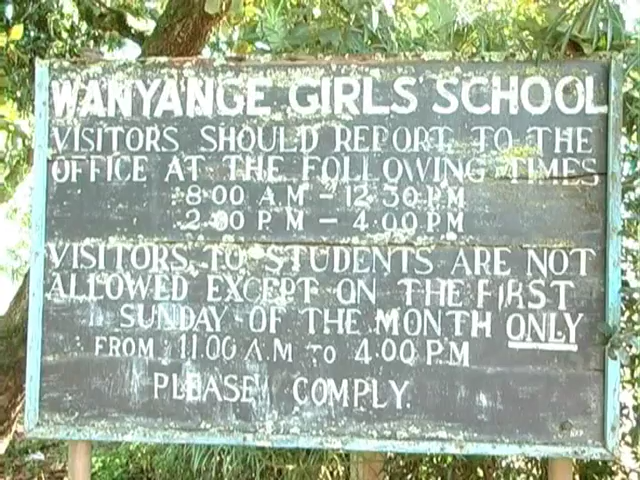 WANYANGE GIRLS' SCHOOL
VISITORS SHOULD REPORT TO THE
OFFICE AT THE FOLLOWING TIMES
8.00 A.M – 12.30 P.M
2.00 P.M – 4.00 P.M
VISITORS TO STUDENTS ARE NOT
ALLOWED EXCEPT ON THE FIRST
SUNDAY OF THE MONTH ONLY
FROM 11.00 A.M TO 4.00 P.M
PLEASE COMPLY.